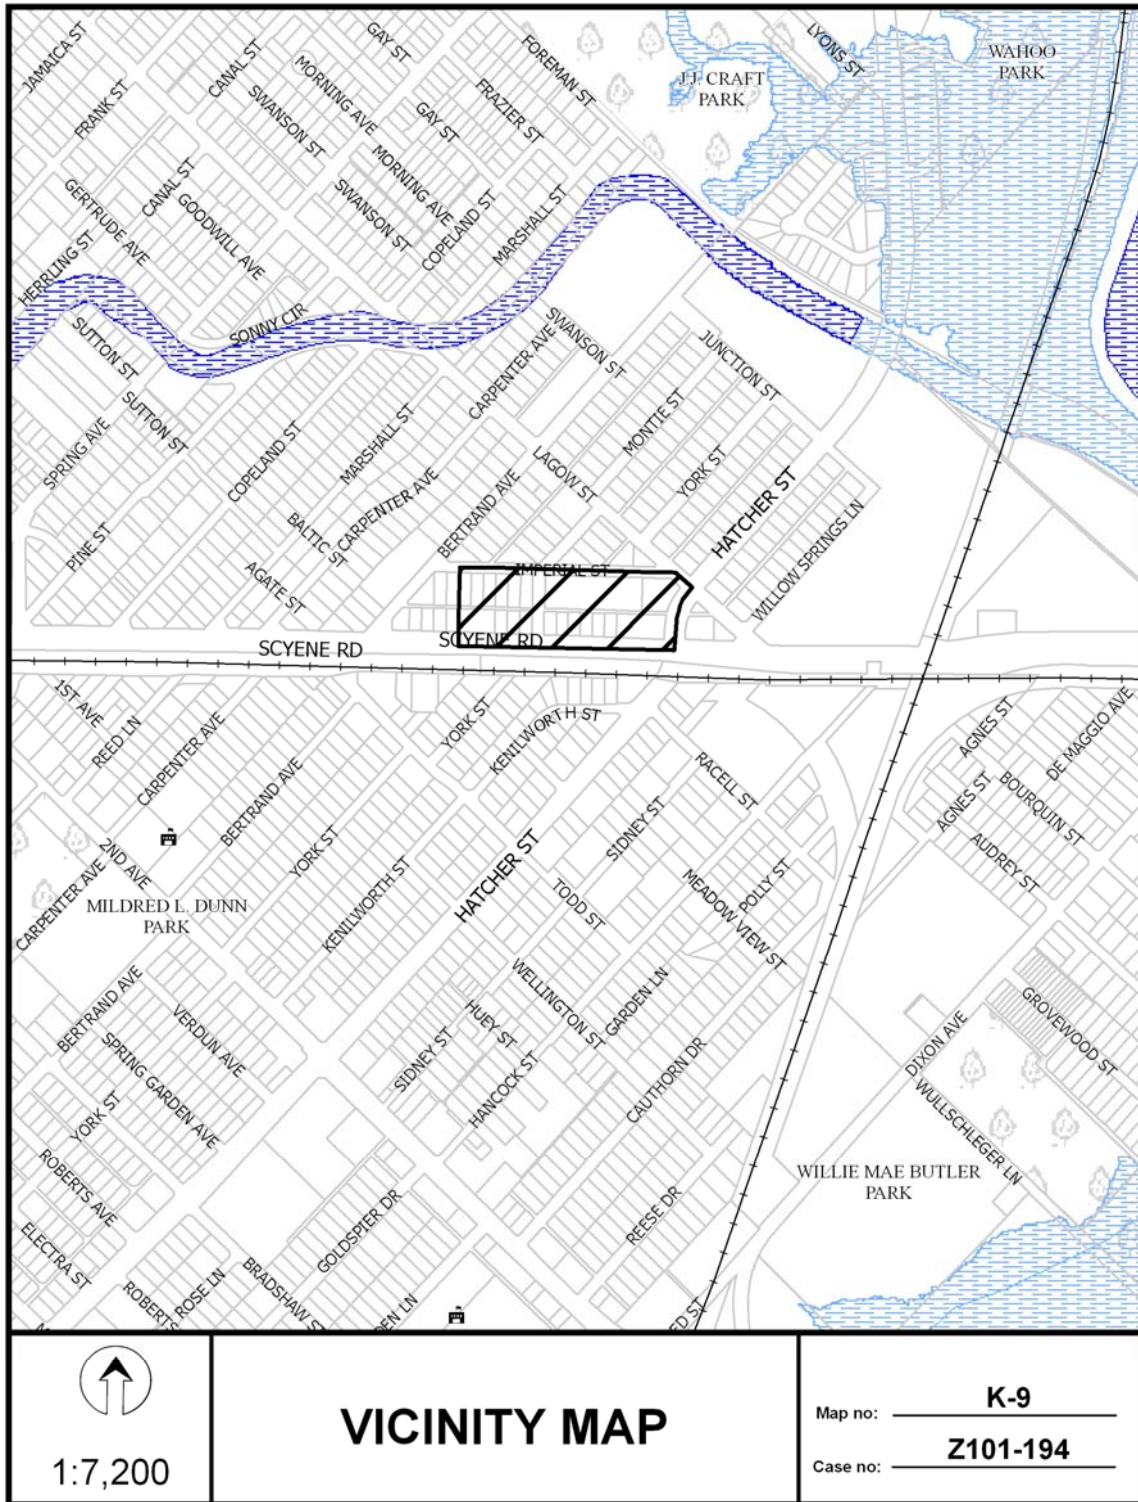 JAMAICA ST
FRANK ST
CANAL ST
GAY ST
MORNING AVE
SWANSON ST
FOREMAN ST
FRAZIER ST
GAY ST
LYONS ST
WAHOO
PARK
J.J. CRAFT
PARK
MORNING AVE
SWANSON ST
CANAL ST
GERTRUDE AVE
GOODWILL AVE
COPELAND ST
MARSHALL ST
HERRLING ST
SONNY CIR
SUTTON ST
SUTTON ST
SPRING AVE
PINE ST
COPELAND ST
MARSHALL ST
CARPENTER AVE
SWANSON ST
JUNCTION ST
MONTIE ST
LAGOW ST
YORK ST
HATCHER ST
WILLOW SPRINGS LN
BERTRAND AVE
CARPENTER AVE
BALTIC ST
AGATE ST
IMPERIAL ST
SCYENE RD
SCYENE RD
1ST AVE
REED LN
CARPENTER AVE
BERTRAND AVE
YORK ST
KENILWORTH ST
RACELL ST
SIDNEY ST
AGNES ST
DE MAGGIO AVE
AGNES ST
BOURQUIN ST
AUDREY ST
2ND AVE
CARPENTER AVE
MILDRED L. DUNN
PARK
YORK ST
KENILWORTH ST
HATCHER ST
TODD ST
POLLY ST
MEADOW VIEW ST
BERTRAND AVE
VERDUN AVE
SPRING GARDEN AVE
YORK ST
WELLINGTON ST
GARDEN LN
HUEY ST
SIDNEY ST
HANCOCK ST
CAUTHORN DR
GROVEWOOD ST
DIXON AVE
WULLSCHLEGER LN
WILLIE MAE BUTLER
PARK
ROBERTS AVE
ELECTRA ST
GOLDSPIER DR
REESE DR
BRADSHAW ST
ROSE LN
ROBERTS
DEN LN
ED ST
1:7,200
VICINITY MAP
Map no: K-9
Case no: Z101-194